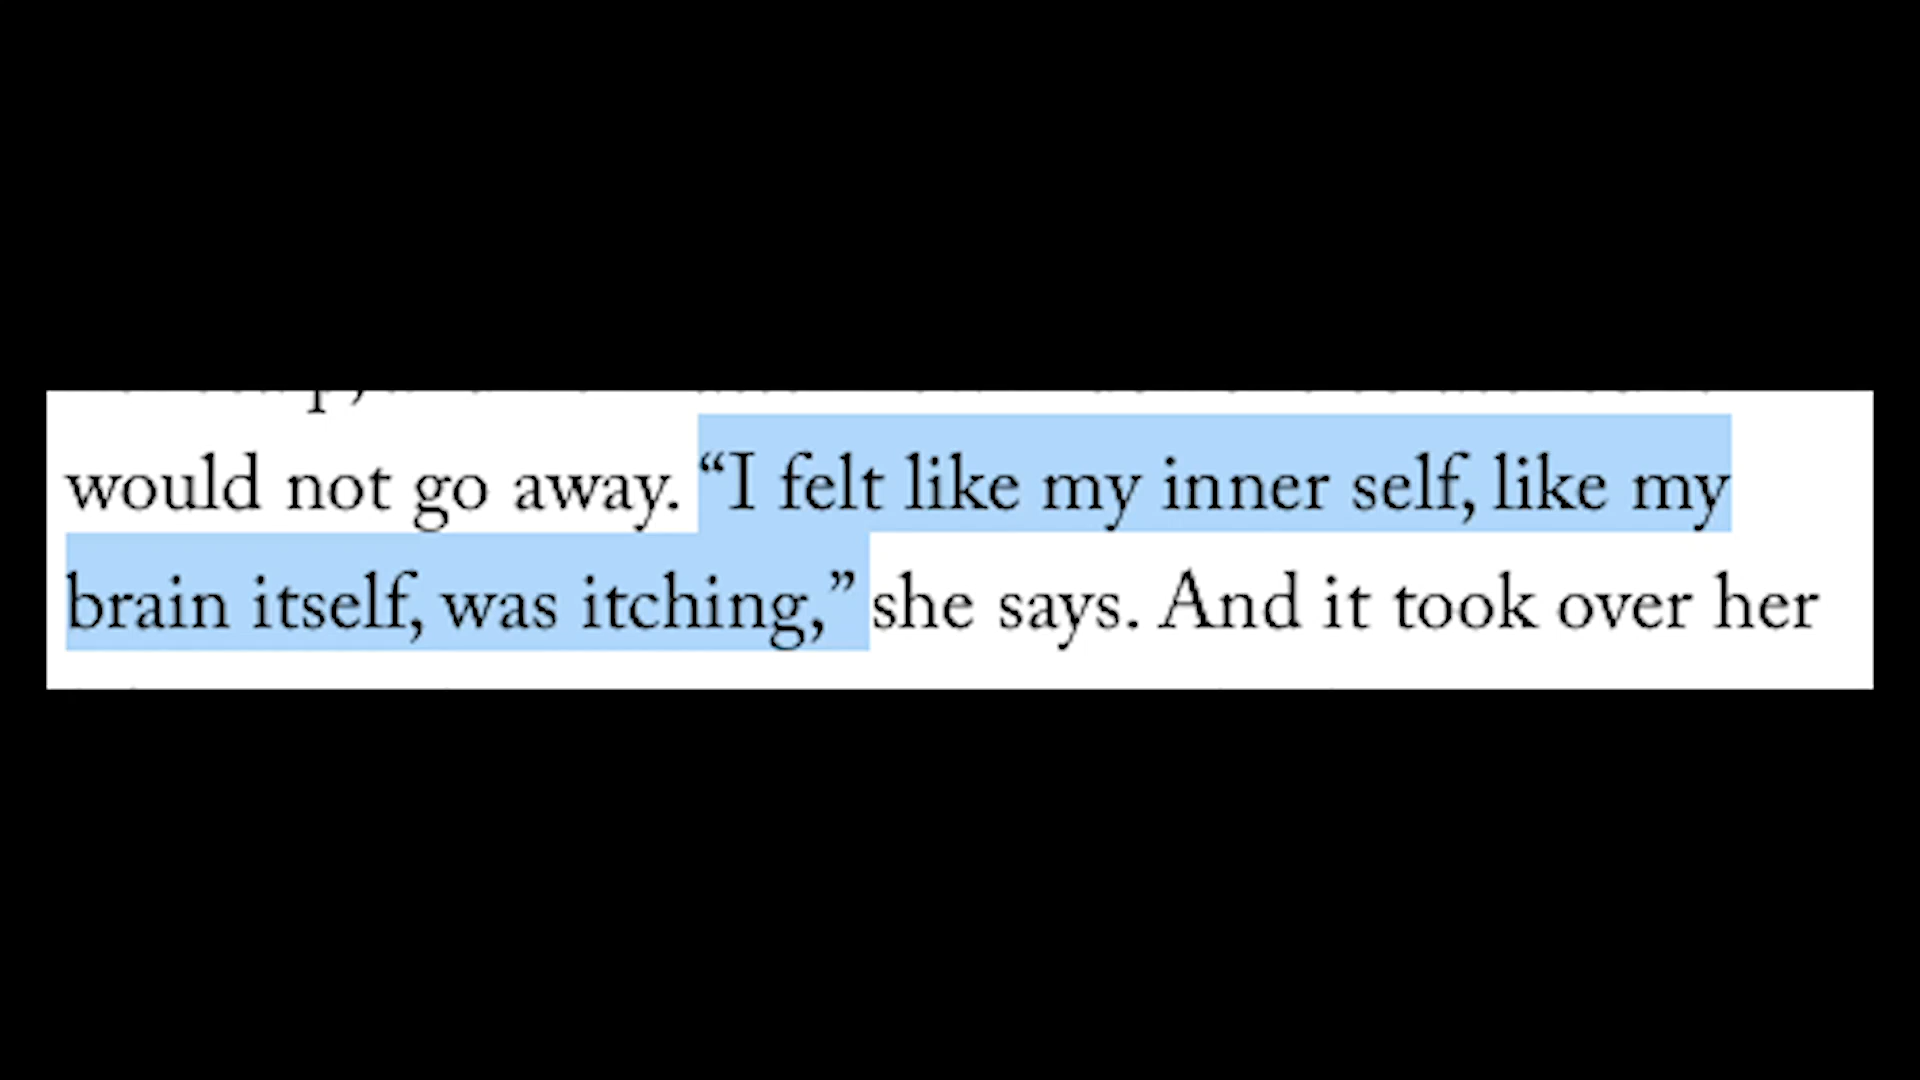 would not go away. “I felt like my inner self, like my
brain itself, was itching,” she says. And it took over her